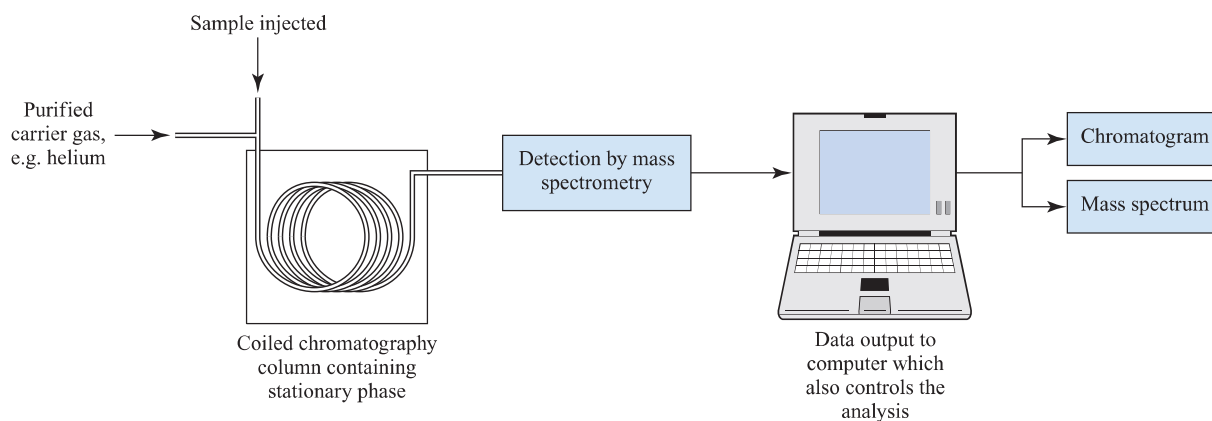 Sample injected
Purified
carrier gas,
e.g. helium
Detection by mass
spectrometry
Chromatogram
Mass spectrum
Coiled chromatography
column containing
stationary phase
Data output to
computer which
also controls the
analysis